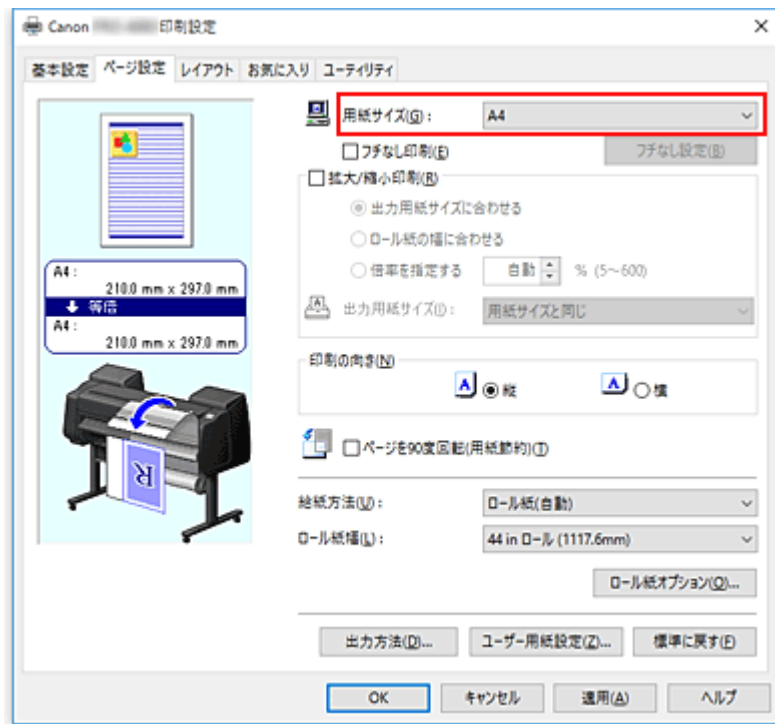 Canon 印刷設定
基本設定 ページ設定 レイアウト お気に入り ユーティリティ
用紙サイズ(G): A4
フチなし印刷(E) フチなし設定(B)
拡大/縮小印刷(R)
出力用紙サイズに合わせる
ロール紙の幅に合わせる
倍率を指定する 自動 % (5～600)
出力用紙サイズ(I): 用紙サイズと同じ
A4:
210.0 mm x 297.0 mm
等倍
A4:
210.0 mm x 297.0 mm
印刷の向き(N)
A 縦 A 横
R
ページを90度回転(用紙節約)(T)
給紙方法(U): ロール紙(自動)
ロール紙幅(L): 44 in ロール (1117.6mm)
ロール紙オプション(O)...
出力方法(D)... ユーザー用紙設定(Z)... 標準に戻す(F)
OK キャンセル 適用(A) ヘルプ